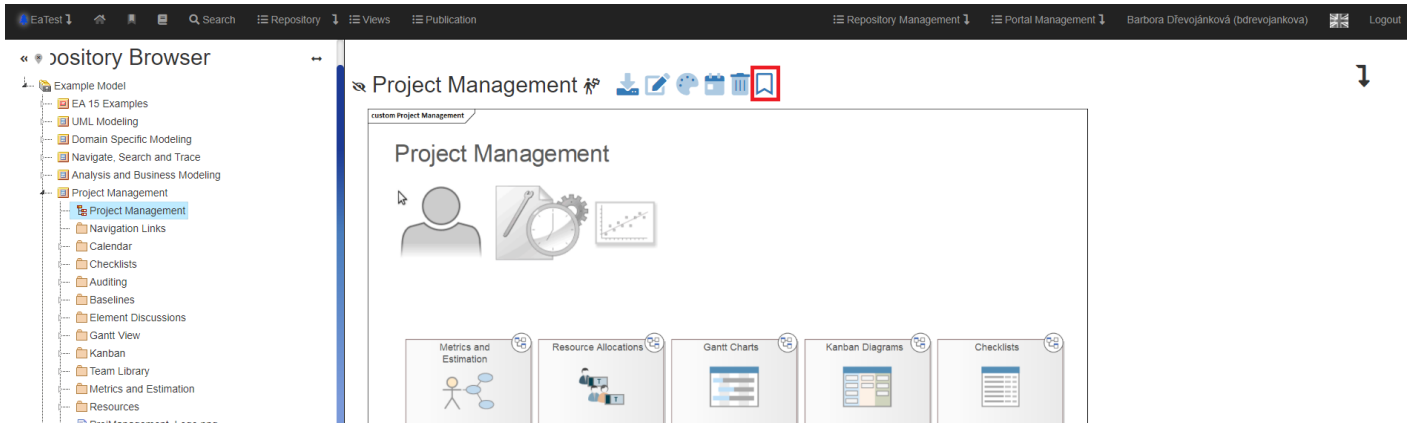 EaTest Search Repository Views Publication Repository Management Portal Management Barbora Dřevojánková (bdrevojankova) Logout
« pository Browser
Example Model
EA 15 Examples
UML Modeling
Domain Specific Modeling
Navigate, Search and Trace
Analysis and Business Modeling
Project Management
Project Management
Navigation Links
Calendar
Checklists
Auditing
Baselines
Element Discussions
Gantt View
Kanban
Team Library
Metrics and Estimation
Resources
Project Management
custom Project Management
Project Management
Metrics and
Estimation
Resource Allocations
Gantt Charts
Kanban Diagrams
Checklists